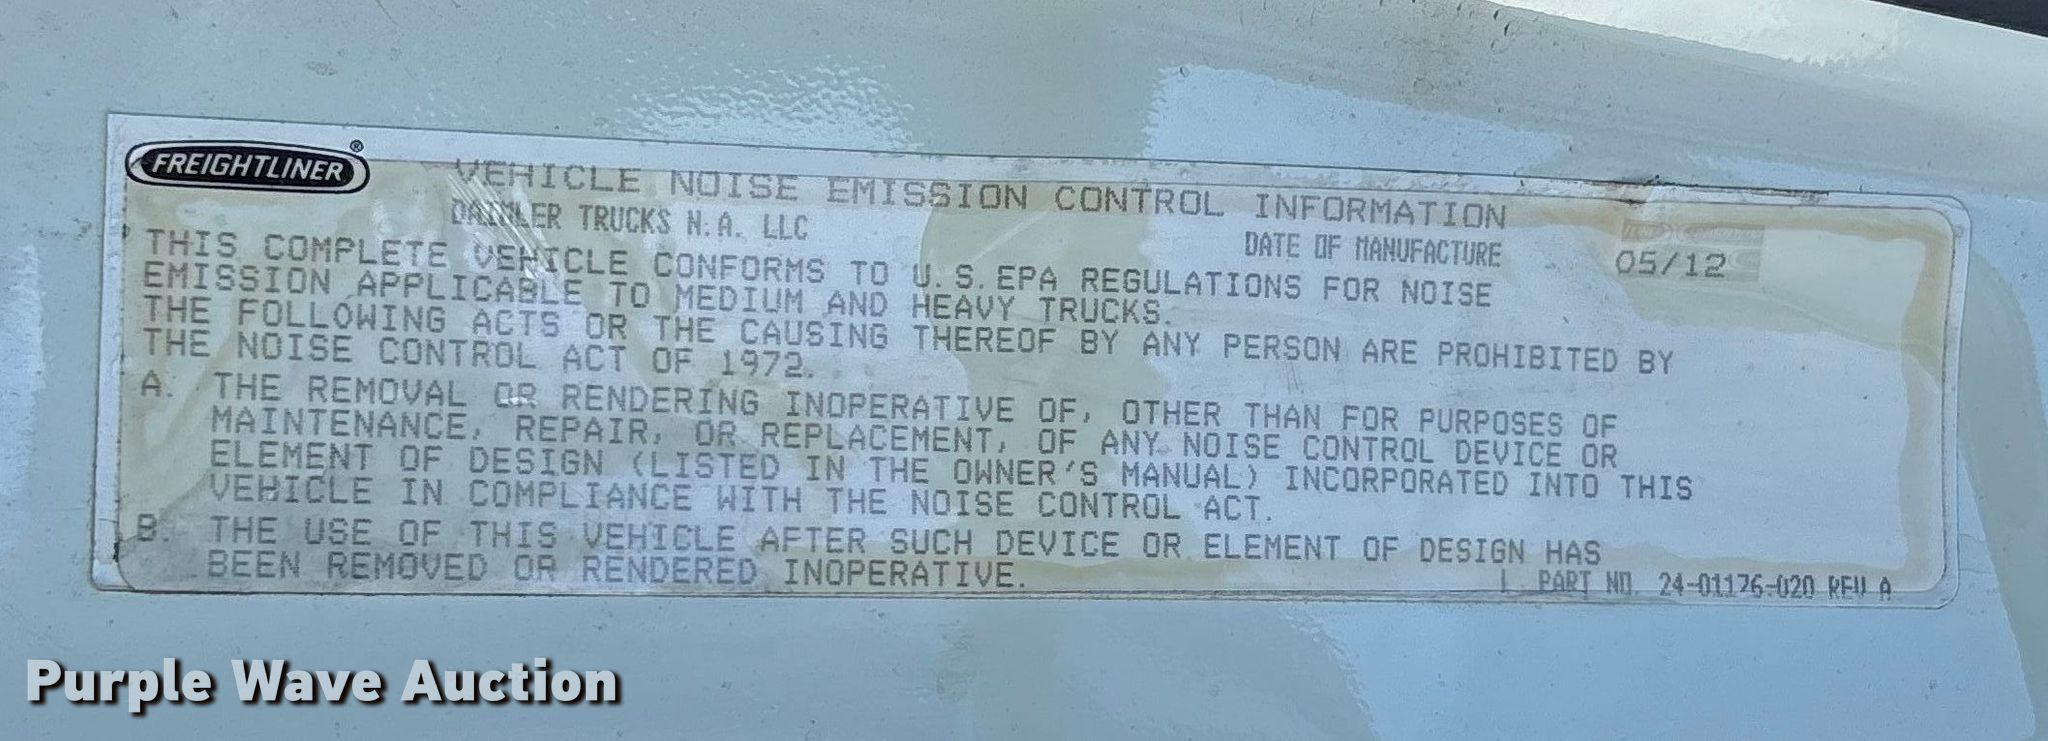 FREIGHTLINER®
VEHICLE NOISE EMISSION CONTROL INFORMATION
DAIMLER TRUCKS N.A. LLC
DATE OF MANUFACTURE 05/12
THIS COMPLETE VEHICLE CONFORMS TO U.S.EPA REGULATIONS FOR NOISE
EMISSION APPLICABLE TO MEDIUM AND HEAVY TRUCKS.
THE FOLLOWING ACTS OR THE CAUSING THEREOF BY ANY PERSON ARE PROHIBITED BY
THE NOISE CONTROL ACT OF 1972.
A. THE REMOVAL OR RENDERING INOPERATIVE OF, OTHER THAN FOR PURPOSES OF
MAINTENANCE, REPAIR, OR REPLACEMENT, OF ANY NOISE CONTROL DEVICE OR
ELEMENT OF DESIGN (LISTED IN THE OWNER'S MANUAL) INCORPORATED INTO THIS
VEHICLE IN COMPLIANCE WITH THE NOISE CONTROL ACT.
B. THE USE OF THIS VEHICLE AFTER SUCH DEVICE OR ELEMENT OF DESIGN HAS
BEEN REMOVED OR RENDERED INOPERATIVE.
PART NO. 24-01176-020 REV A
Purple Wave Auction